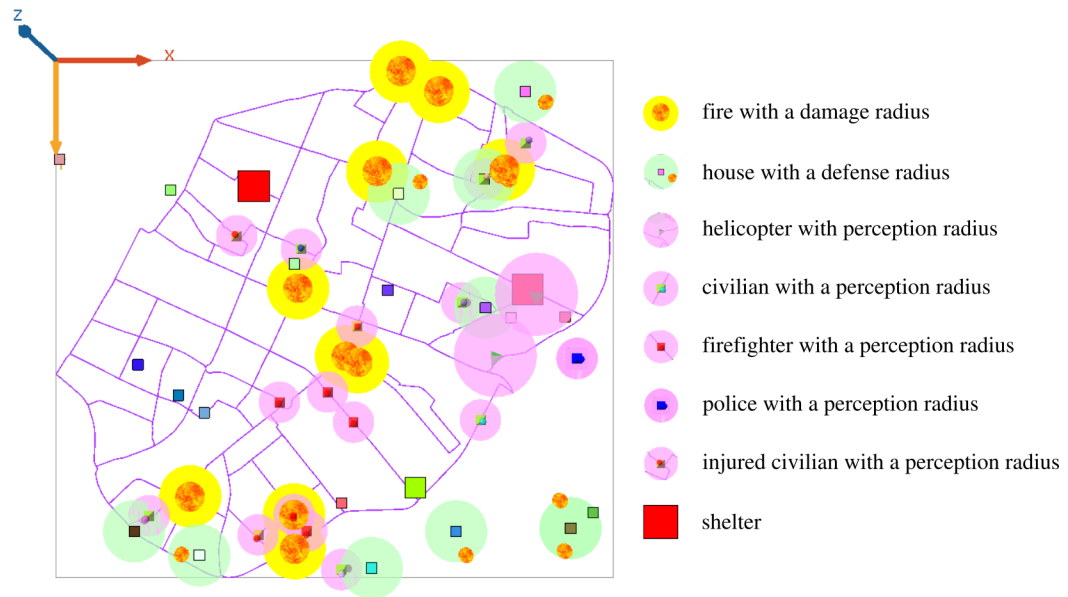 Z
X
fire with a damage radius
house with a defense radius
helicopter with perception radius
civilian with a perception radius
firefighter with a perception radius
police with a perception radius
injured civilian with a perception radius
shelter